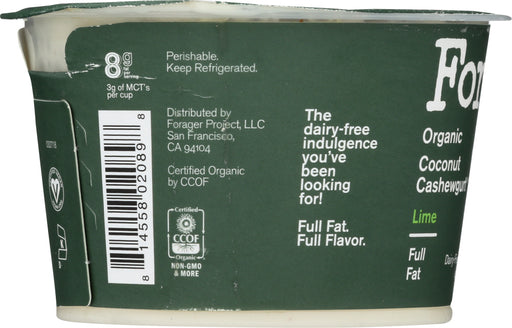 8g
3g of MCT's
per cup
Perishable.
Keep Refrigerated.
Distributed by
Forager Project, LLC
San Francisco,
CA 94104
Certified Organic
by CCOF
Certified
CCOF
Organic
NON-GMO
& MORE
8 14558 02089 8
The
dairy-free
indulgence
you've
been
looking
for!
Full Fat.
Full Flavor.
For
Organic
Coconut
Cashewgurt
Lime
Full
Fat
Dairy-F